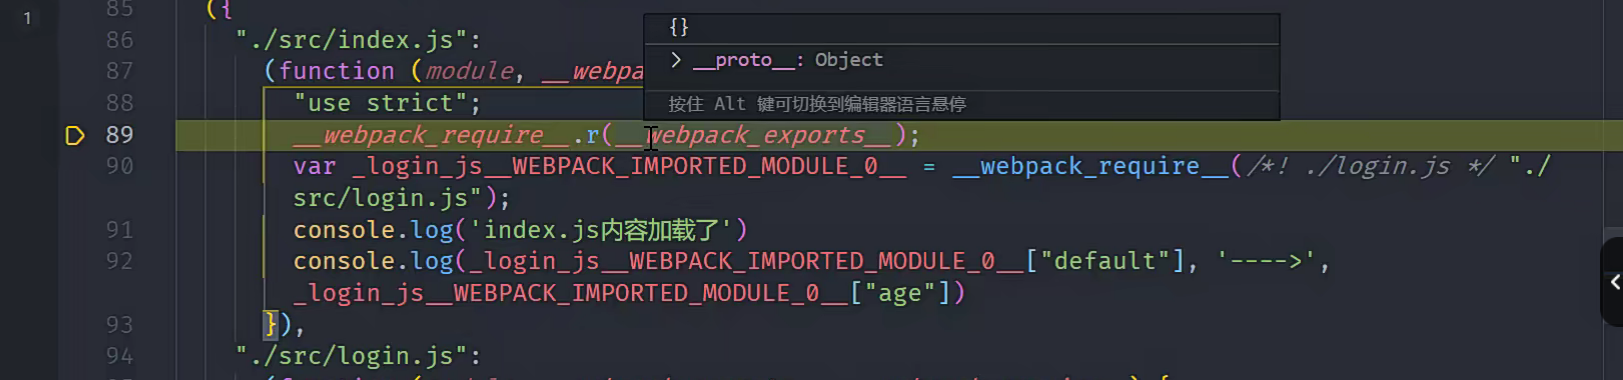 1
85 ({
86 "./src/index.js":
87 (function (module, __webpa
88 "use strict";
89 __webpack_require__.r(__webpack_exports__);
90 var _login_js__WEBPACK_IMPORTED_MODULE_0__ = __webpack_require__(/*! ./login.js */ "./
src/login.js");
91 console.log('index.js内容加载了')
92 console.log(_login_js__WEBPACK_IMPORTED_MODULE_0__["default"], '---->',
_login_js__WEBPACK_IMPORTED_MODULE_0__["age"])
93 }),
94 "./src/login.js":
{}
__proto__: Object
按住 Alt 键可切换到编辑器语言悬停